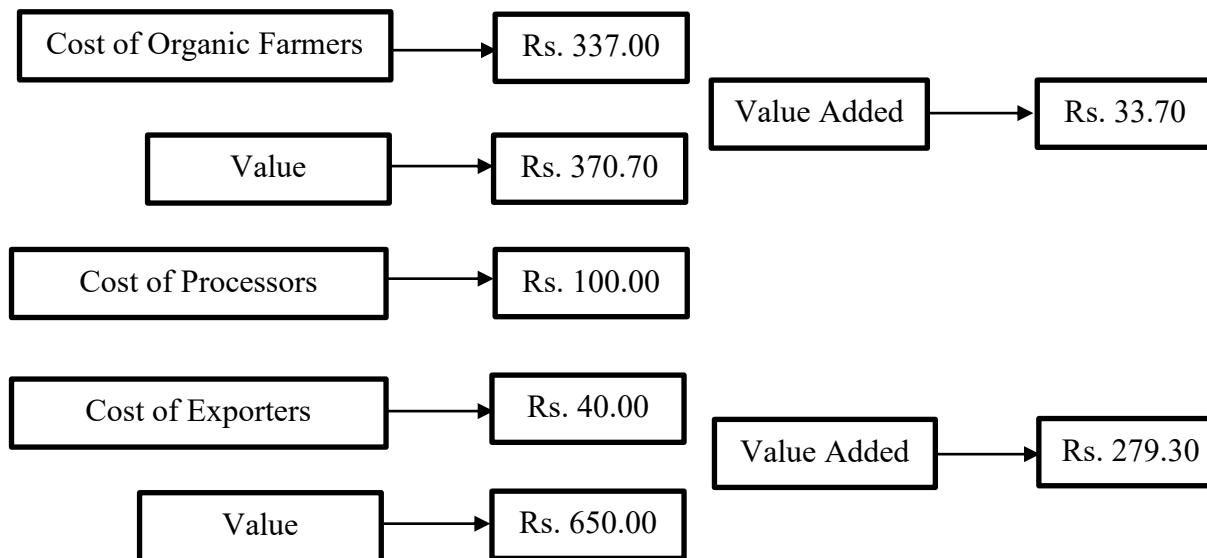 Cost of Organic Farmers
Rs. 337.00
Value Added
Rs. 33.70
Value
Rs. 370.70
Cost of Processors
Rs. 100.00
Cost of Exporters
Rs. 40.00
Value Added
Rs. 279.30
Value
Rs. 650.00